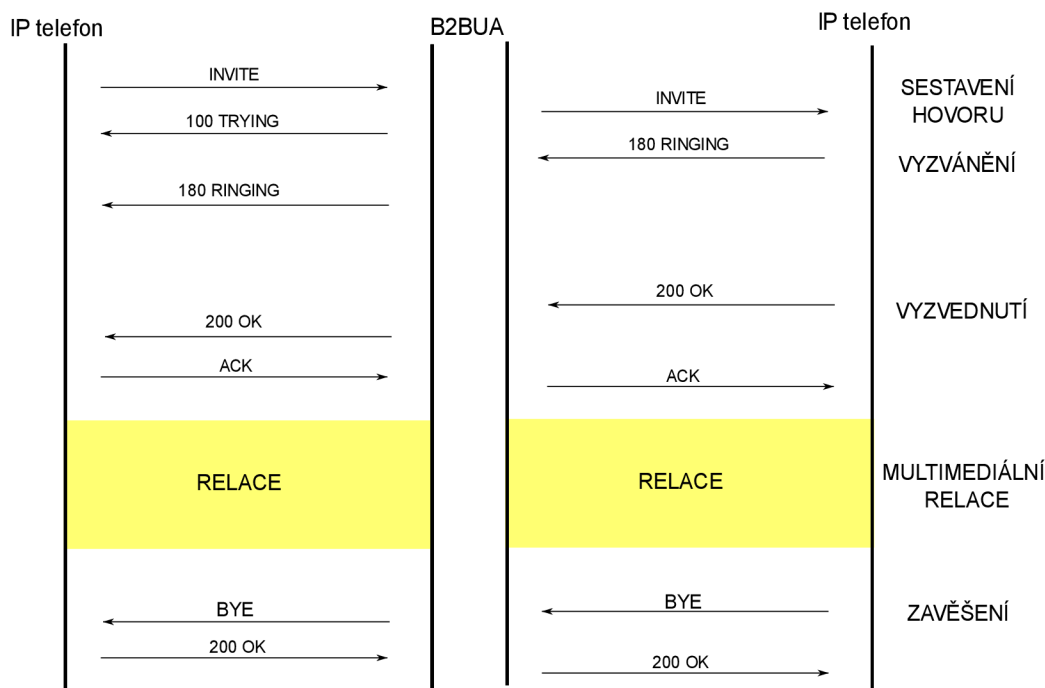 IP telefon
B2BUA
IP telefon
INVITE
INVITE
SESTAVENÍ
HOVORU
100 TRYING
180 RINGING
VYZVÁNĚNÍ
180 RINGING
200 OK
VYZVEDNUTÍ
200 OK
ACK
ACK
RELACE
RELACE
MULTIMEDIÁLNÍ
RELACE
BYE
BYE
ZAVĚŠENÍ
200 OK
200 OK